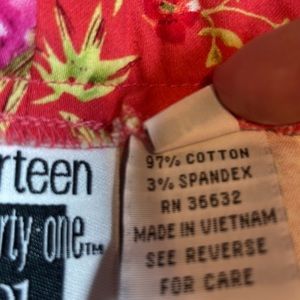 rteen
rty one™
97% COTTON
3% SPANDEX
RN 36632
MADE IN VIETNAM
SEE REVERSE
FOR CARE